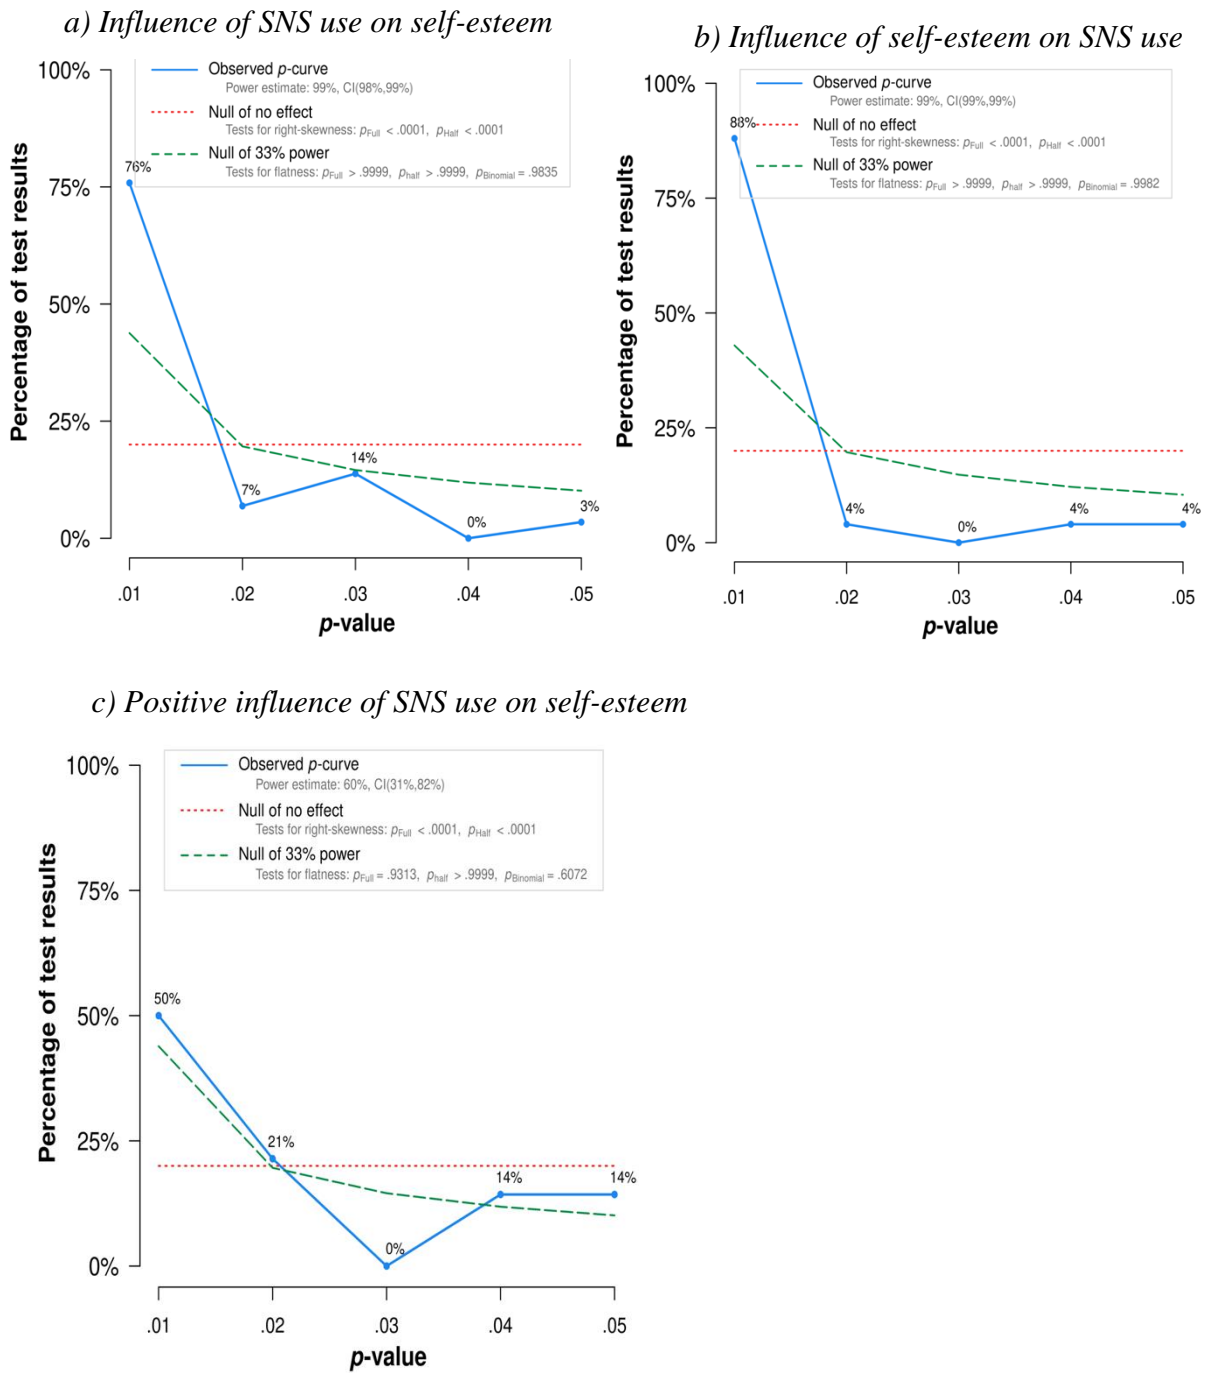 a) Influence of SNS use on self-esteem
100%
75%
50%
25%
0%
Percentage of test results
Observed p-curve
Power estimate: 99%, CI(98%,99%)
Null of no effect
Tests for right-skewness: pFull < .0001, pHalf < .0001
Null of 33% power
Tests for flatness: pFull > .9999, phalf > .9999, pBinomial = .9835
76%
7%
14%
0%
3%
.01 .02 .03 .04 .05
p-value
b) Influence of self-esteem on SNS use
100%
75%
50%
25%
0%
Percentage of test results
Observed p-curve
Power estimate: 99%, CI(99%,99%)
Null of no effect
Tests for right-skewness: pFull < .0001, pHalf < .0001
Null of 33% power
Tests for flatness: pFull > .9999, phalf > .9999, pBinomial = .9982
88%
4%
0%
4%
4%
.01 .02 .03 .04 .05
p-value
c) Positive influence of SNS use on self-esteem
100%
75%
50%
25%
0%
Percentage of test results
Observed p-curve
Power estimate: 60%, CI(31%,82%)
Null of no effect
Tests for right-skewness: pFull < .0001, pHalf < .0001
Null of 33% power
Tests for flatness: pFull = .9313, phalf > .9999, pBinomial = .6072
50%
21%
0%
14%
14%
.01 .02 .03 .04 .05
p-value